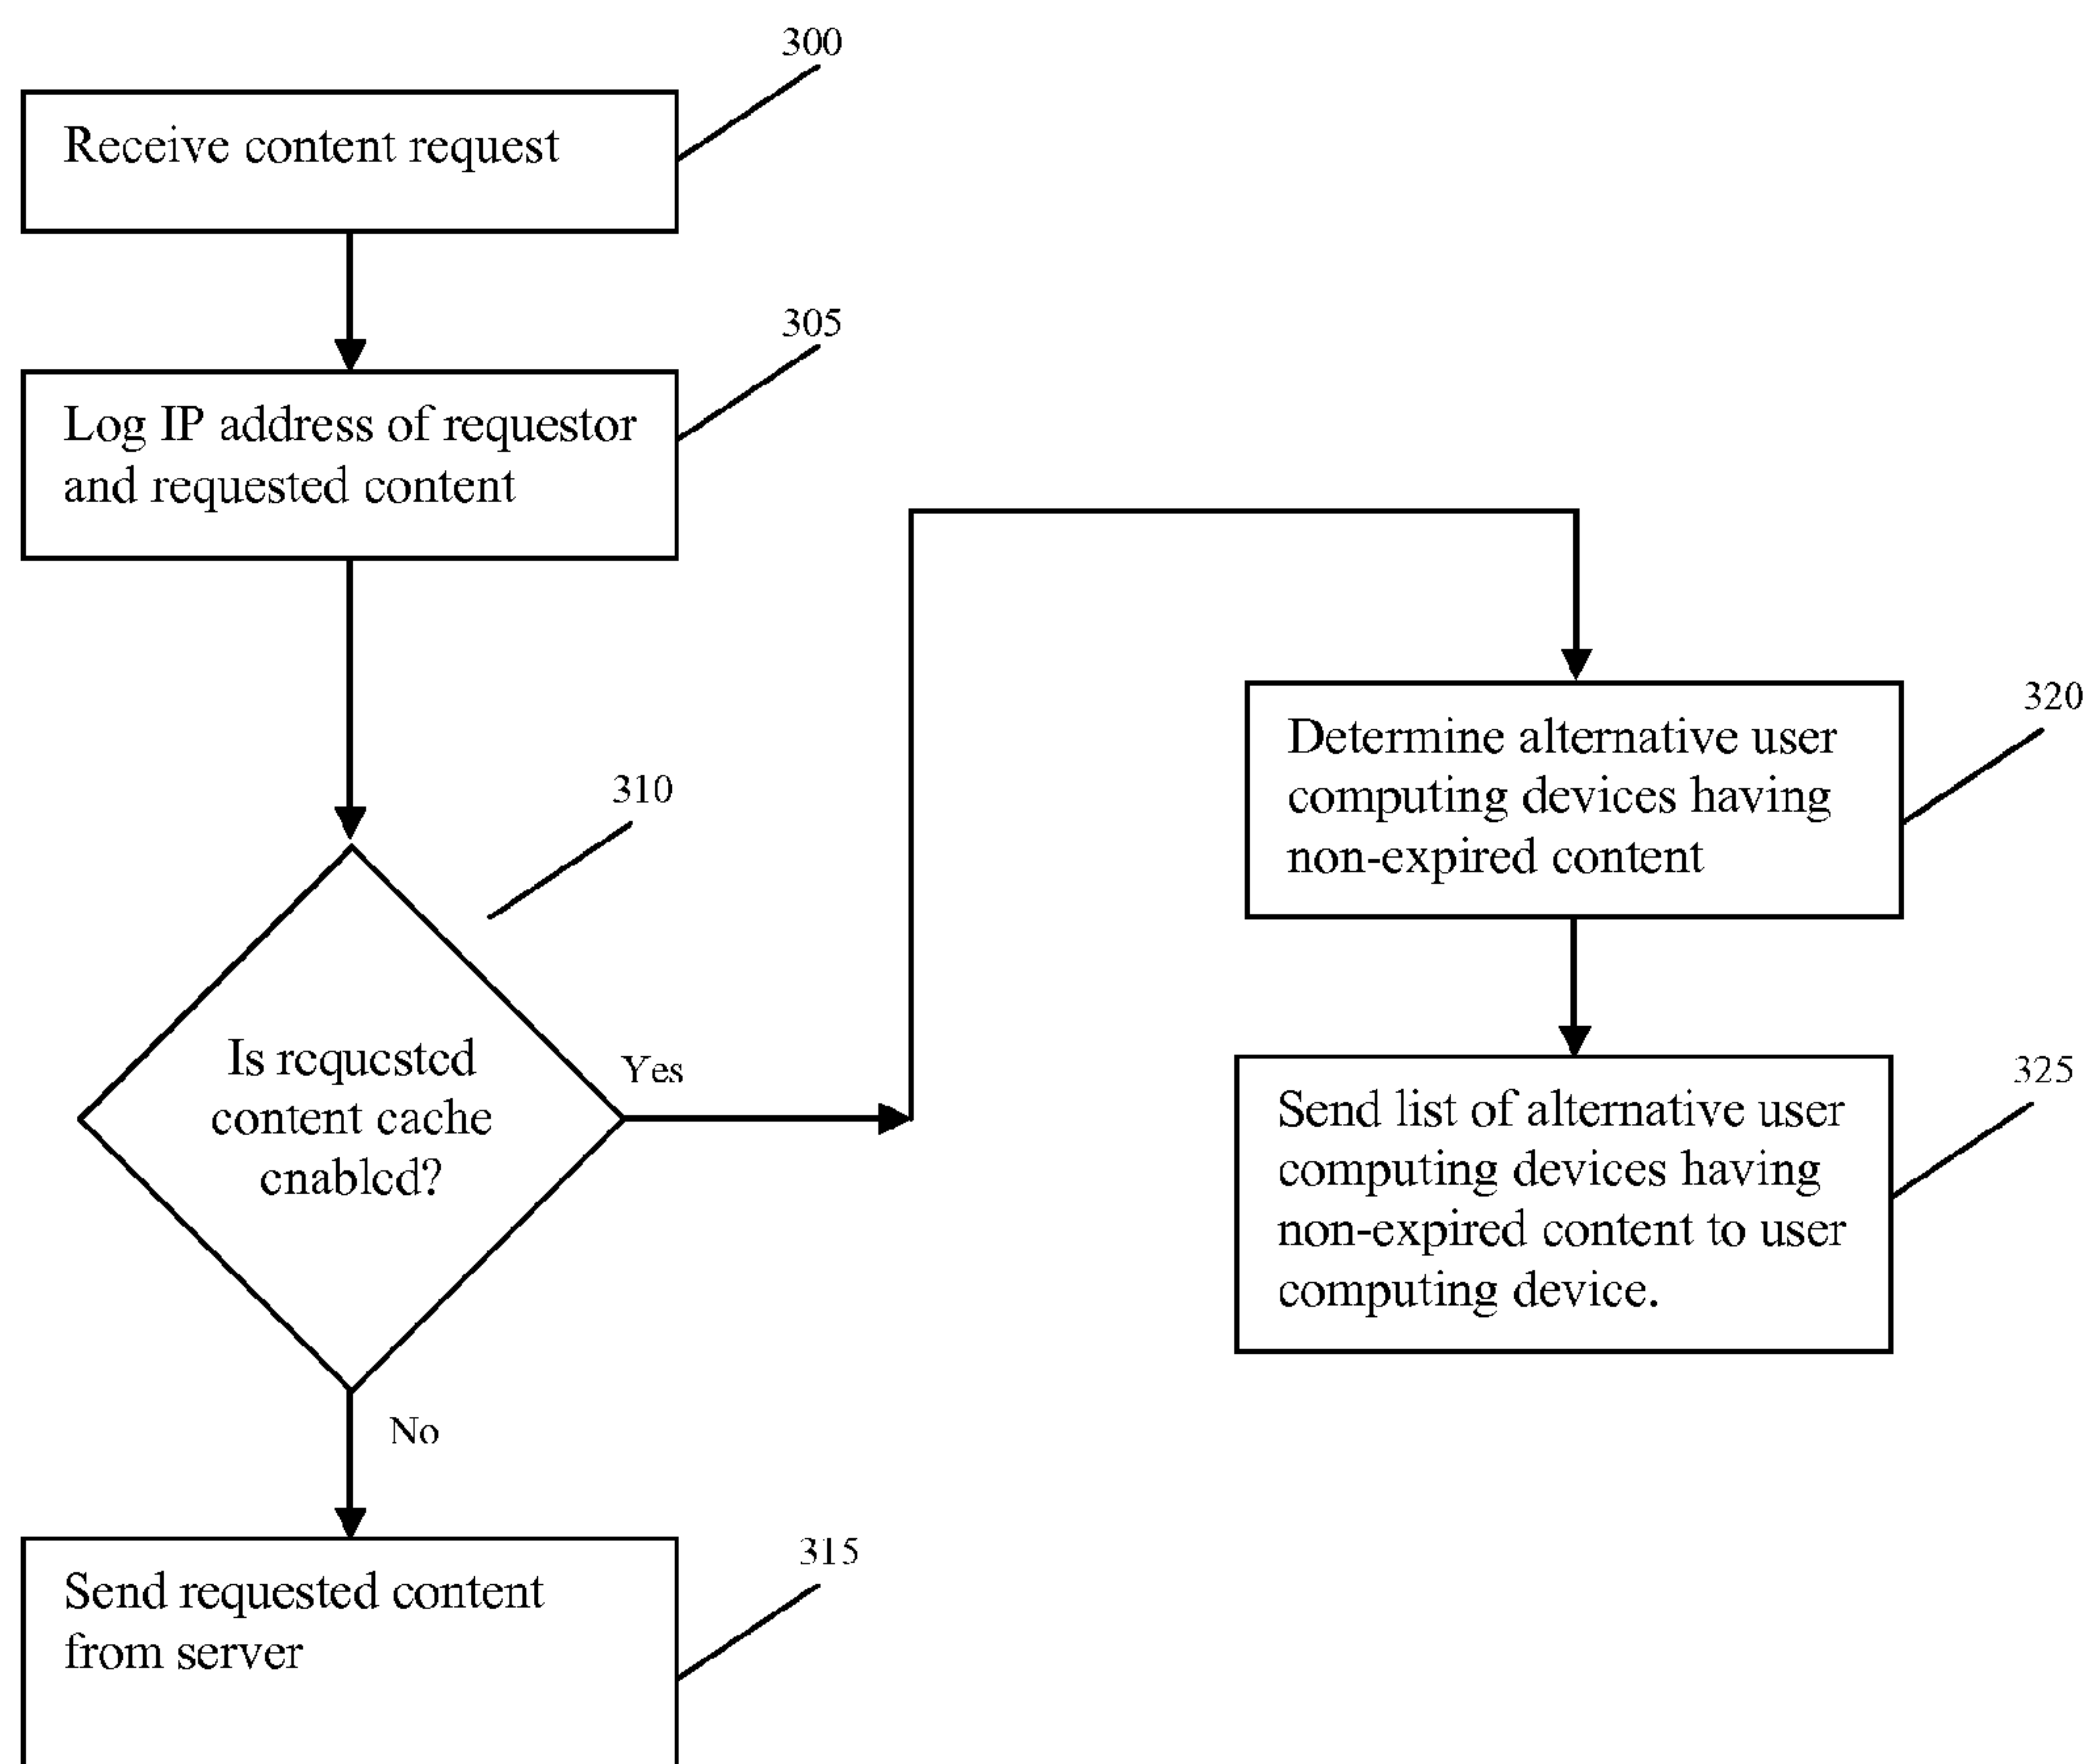 300
Receive content request
305
Log IP address of requestor
and requested content
310
Is requested
content cache
enabled?
Yes
No
315
Send requested content
from server
320
Determine alternative user
computing devices having
non-expired content
325
Send list of alternative user
computing devices having
non-expired content to user
computing device.